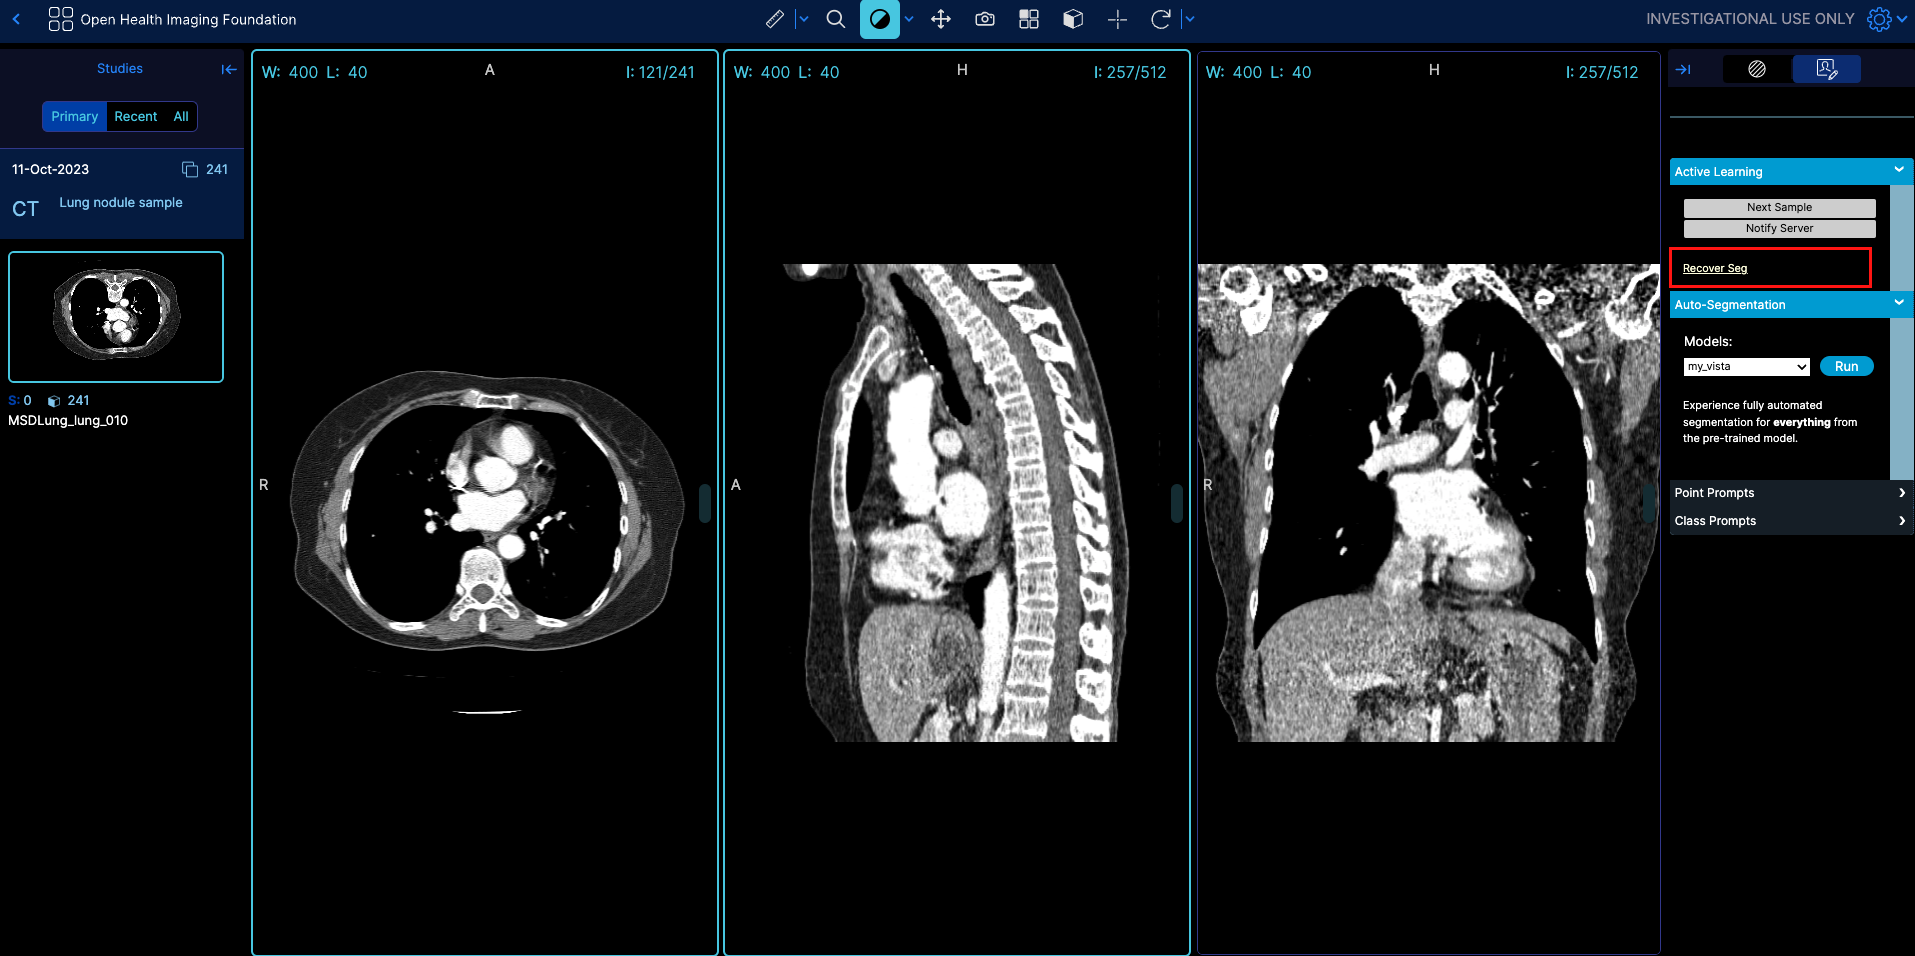 Open Health Imaging Foundation
INVESTIGATIONAL USE ONLY
Studies
Primary Recent All
11-Oct-2023 241
CT Lung nodule sample
S: 0 241
MSDLung_lung_010
W: 400 L: 40 A I: 121/241
R
W: 400 L: 40 H I: 257/512
A
W: 400 L: 40 H I: 257/512
R
Active Learning
Next Sample
Notify Server
Recover Seg
Auto-Segmentation
Models:
my_vista Run
Experience fully automated
segmentation for everything from
the pre-trained model.
Point Prompts
Class Prompts